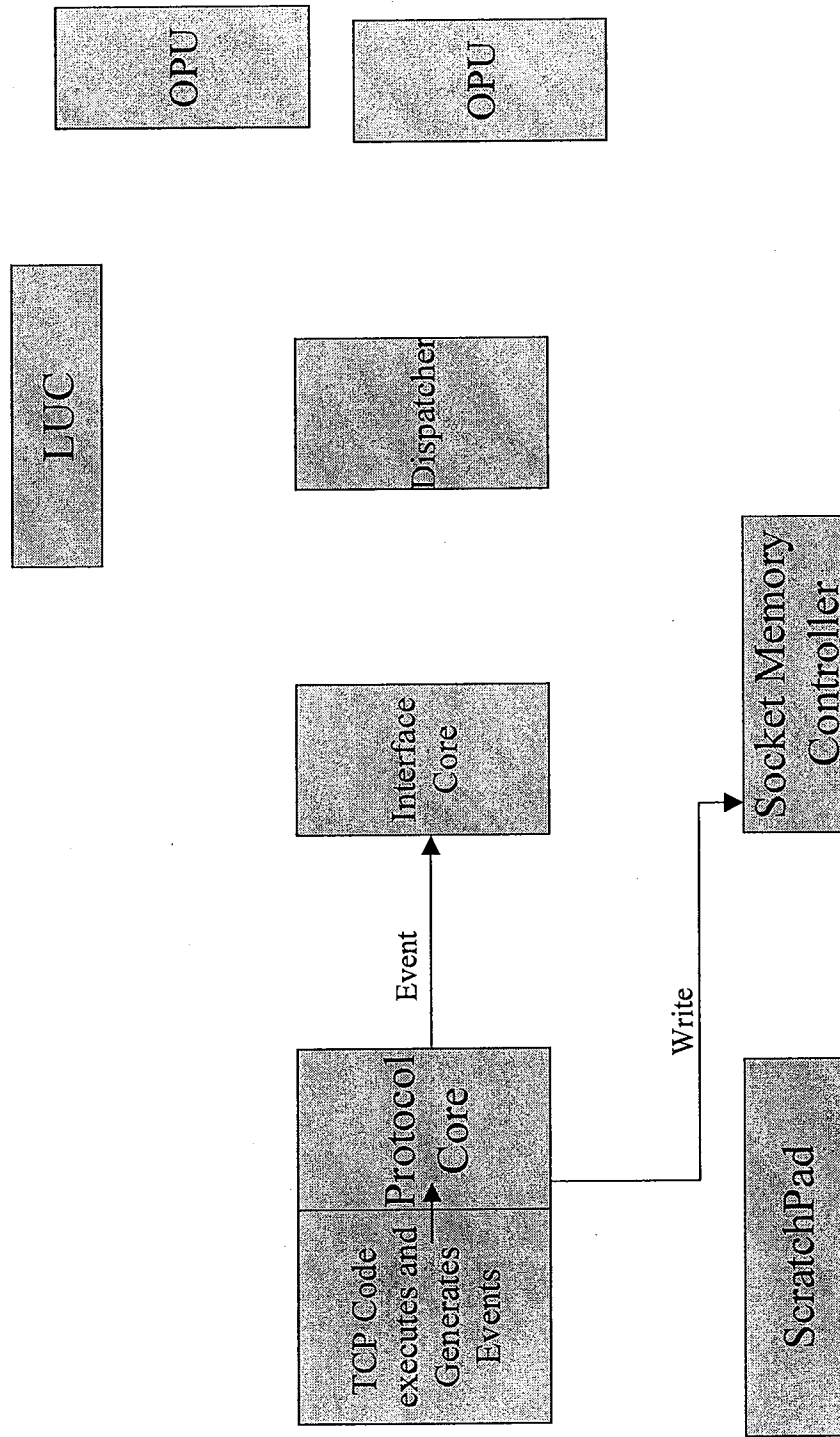 LUC
OPU
OPU
TCP Code
executes and
Generates
Events
Protocol
Core
Event
Interface
Core
Dispatcher
Write
ScratchPad
Socket Memory
Controller